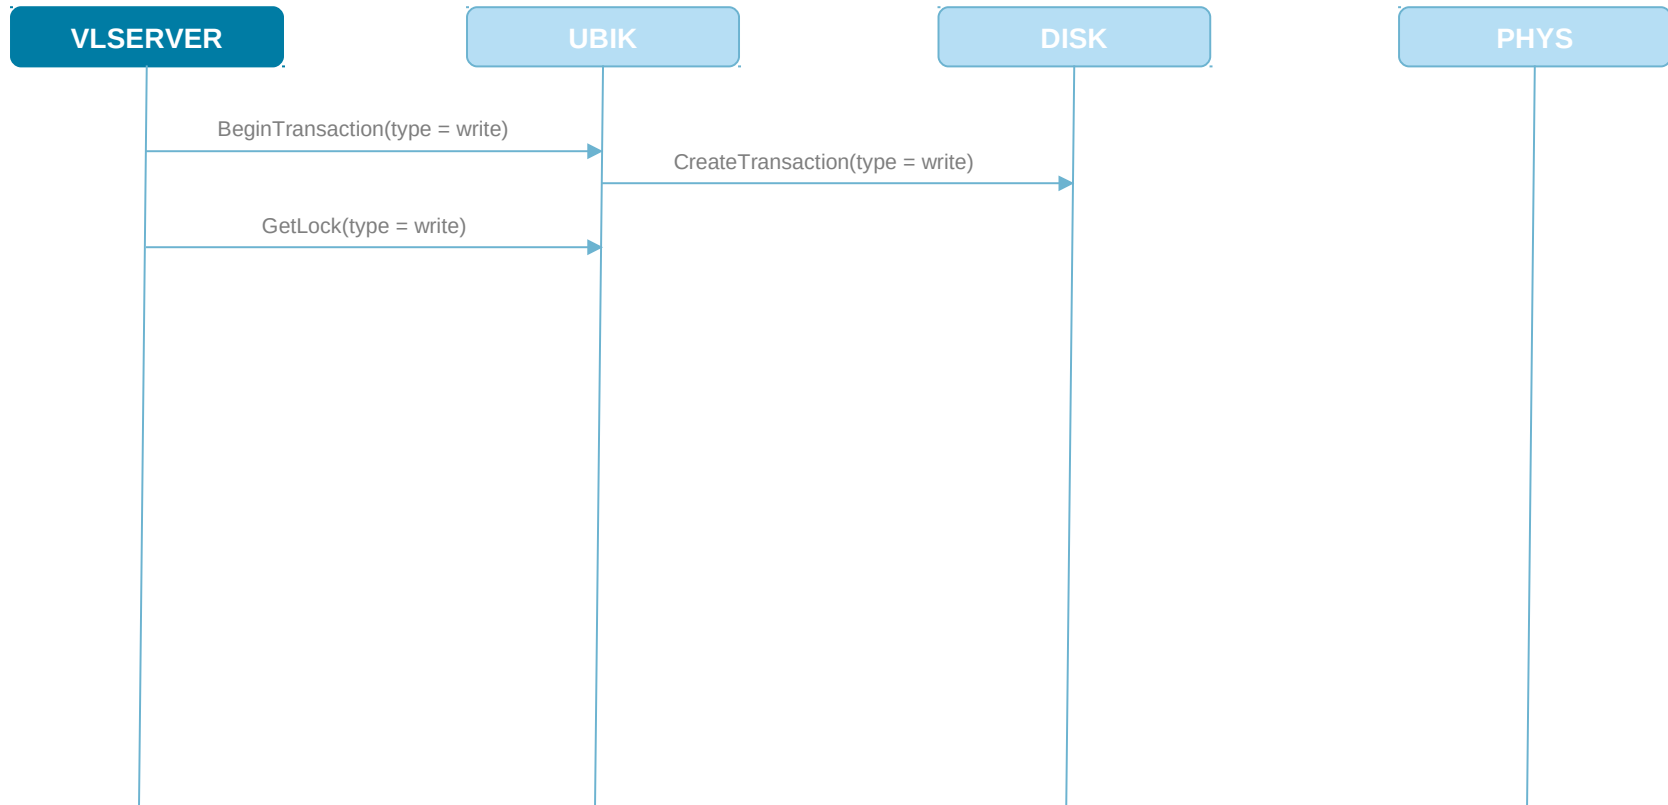 VLSERVER
UBIK
DISK
PHYS
BeginTransaction(type = write)
CreateTransaction(type = write)
GetLock(type = write)